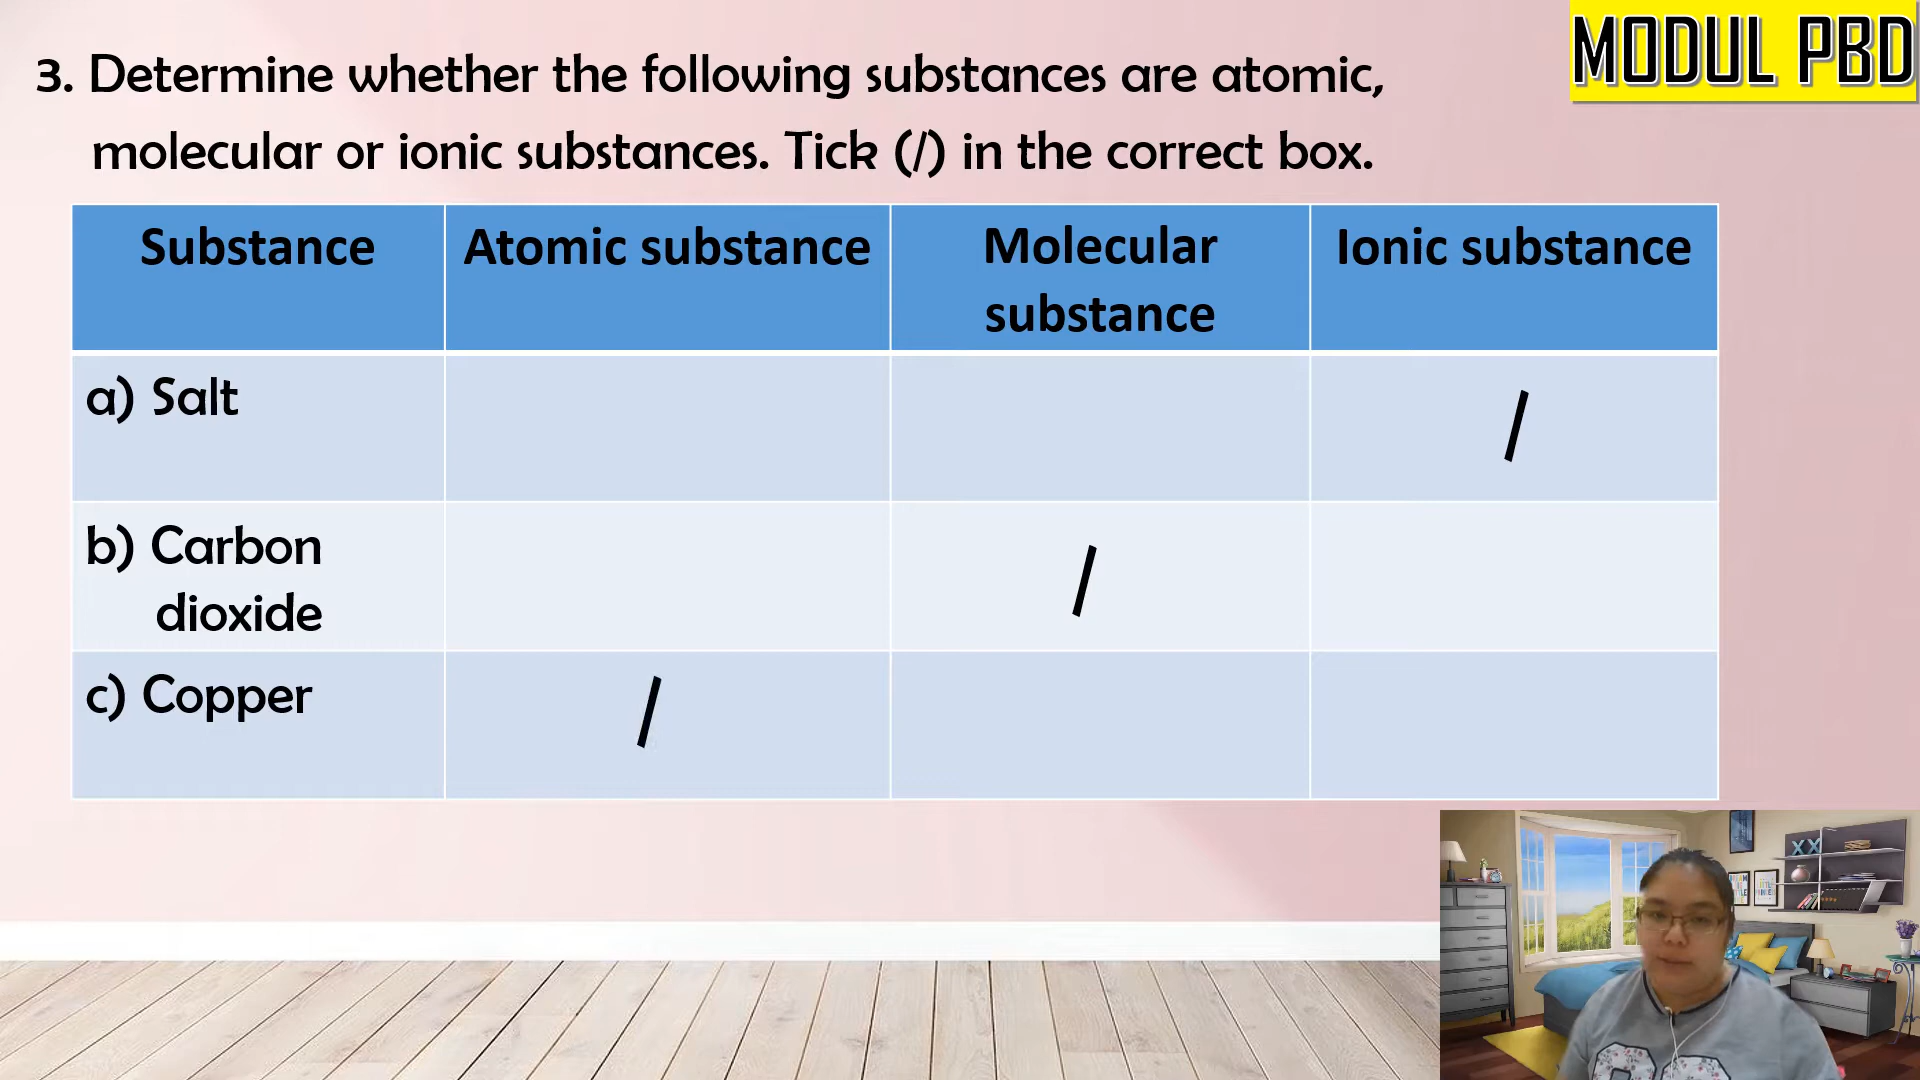 MODUL PBD
3. Determine whether the following substances are atomic,
molecular or ionic substances. Tick (/) in the correct box.
Substance Atomic substance Molecular substance Ionic substance
a) Salt /
b) Carbon dioxide /
c) Copper /